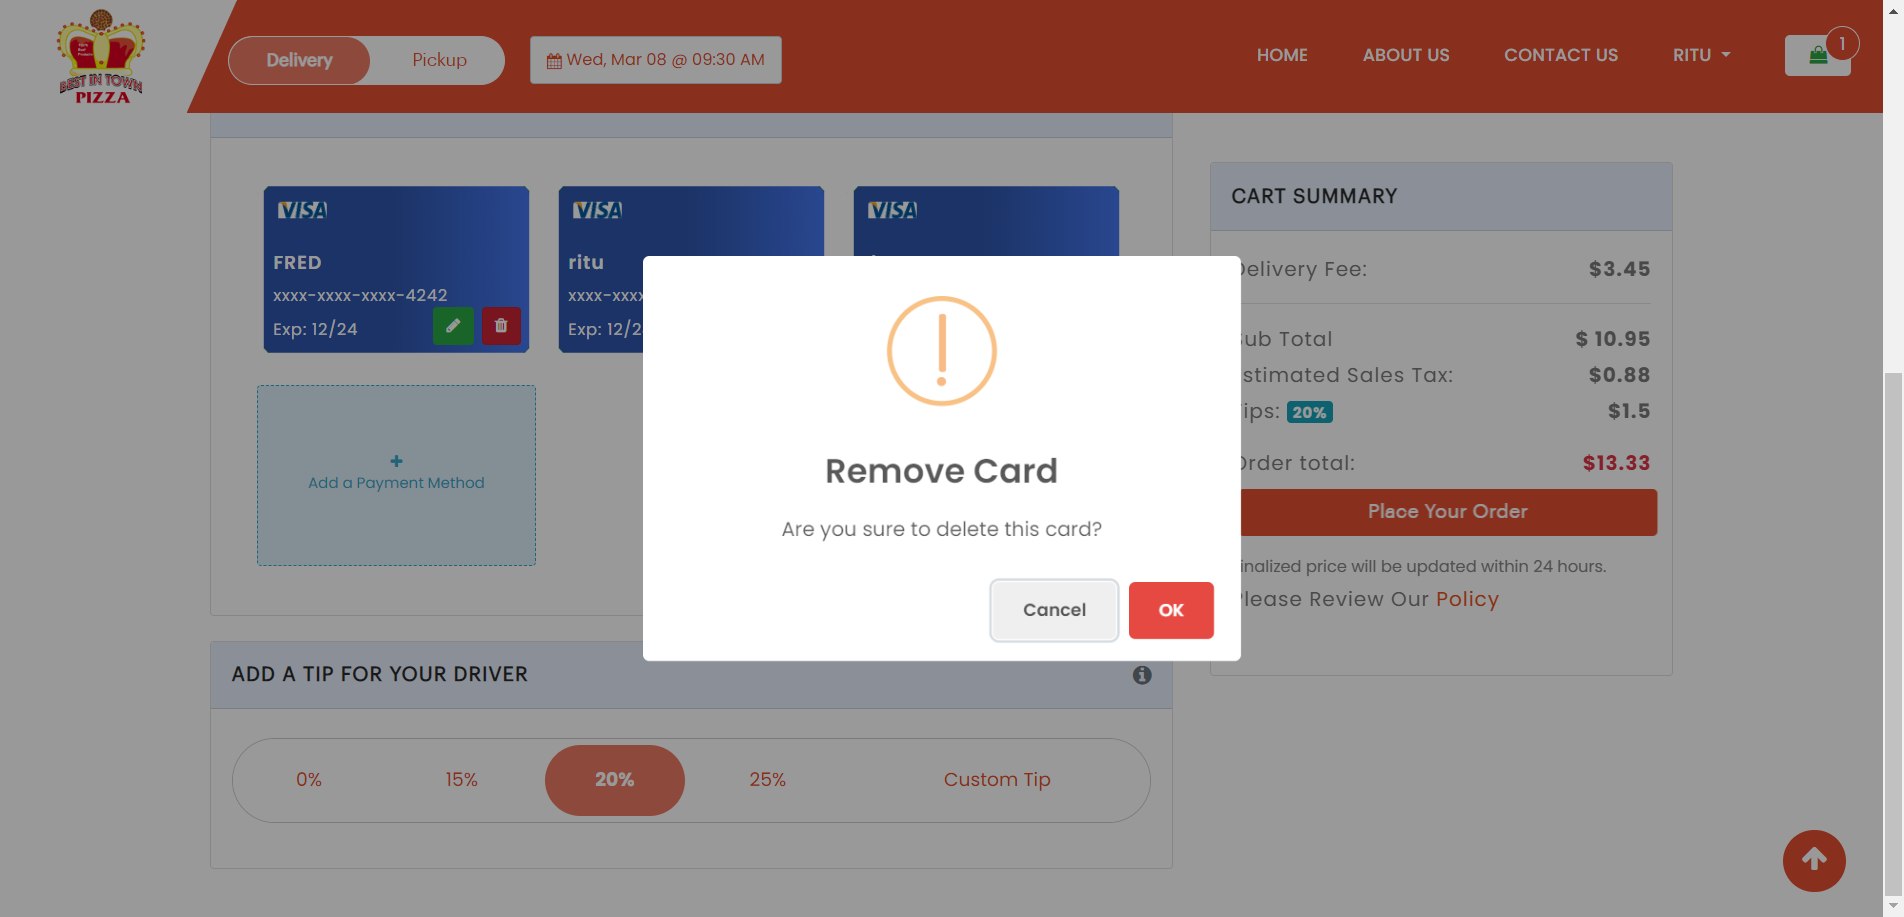 BEST IN TOWN
PIZZA
Delivery
Pickup
Wed, Mar 08 @ 09:30 AM
HOME
ABOUT US
CONTACT US
RITU
1
VISA
FRED
xxxx-xxxx-xxxx-4242
Exp: 12/24
VISA
ritu
xxxx-xxx
Exp: 12/2
VISA
+
Add a Payment Method
Remove Card
Are you sure to delete this card?
Cancel
OK
CART SUMMARY
elivery Fee:
$3.45
ub Total
$ 10.95
stimated Sales Tax:
$0.88
ips: 20%
$1.5
rder total:
$13.33
Place Your Order
inalized price will be updated within 24 hours.
lease Review Our Policy
ADD A TIP FOR YOUR DRIVER
0%
15%
20%
25%
Custom Tip